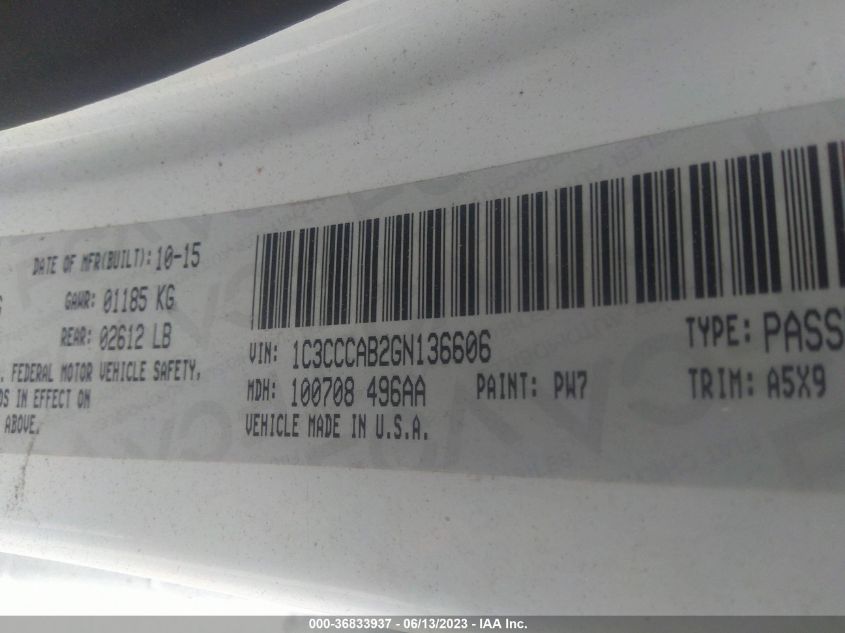 DATE OF MFR(BUILT): 10-15
GAWR: 01185 KG
REAR: 02612 LB
. FEDERAL MOTOR VEHICLE SAFETY,
DS IN EFFECT ON
ABOVE.
VIN: 1C3CCCAB2GN136606
TYPE: PASS
MDH: 100708 496AA
PAINT: PW7
TRIM: A5X9
VEHICLE MADE IN U.S.A.
000-36833937 - 06/13/2023 - IAA Inc.